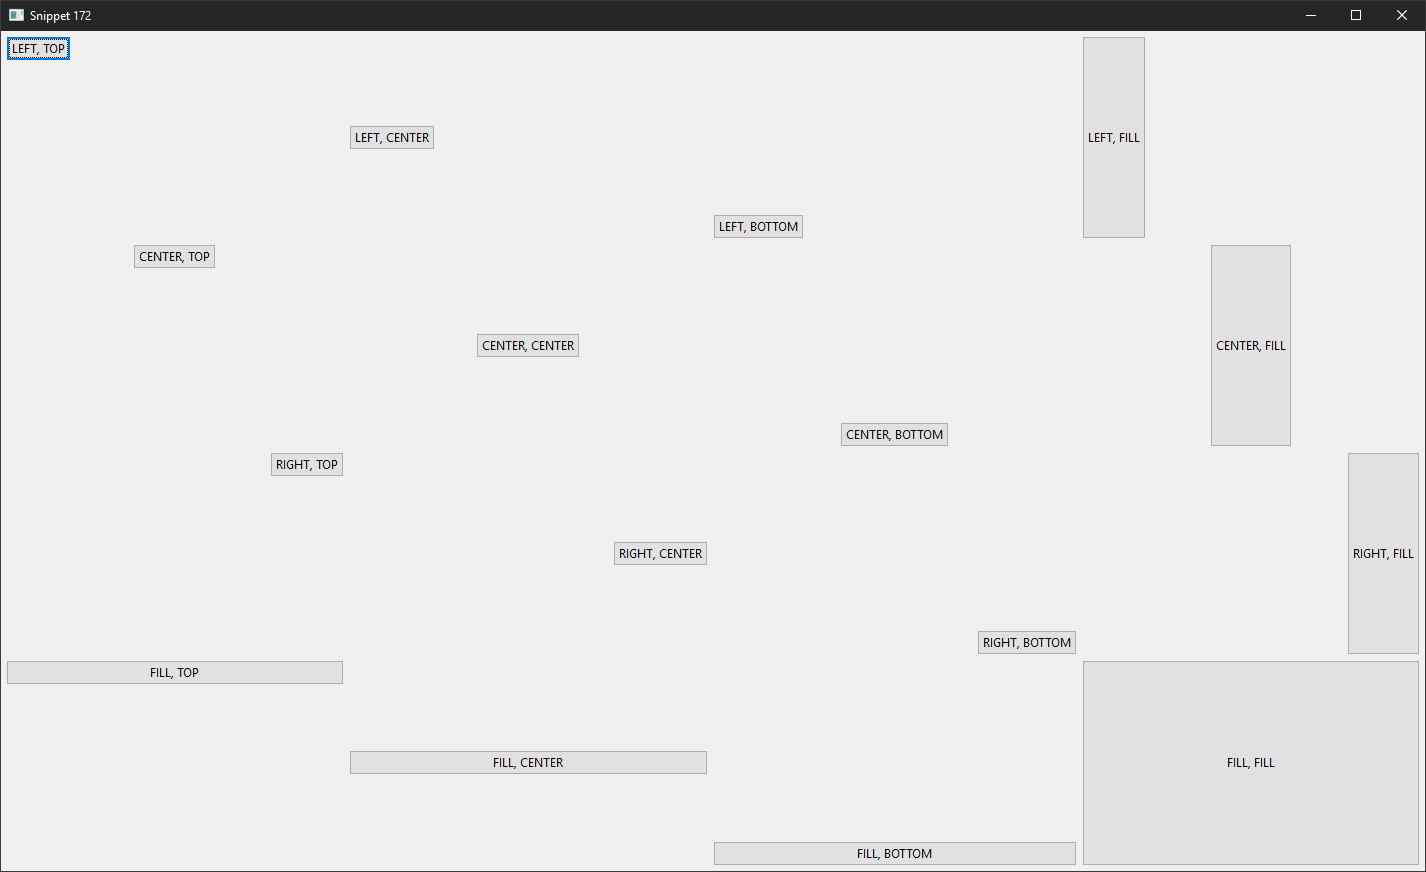 Snippet 172
LEFT, TOP
LEFT, CENTER
LEFT, FILL
LEFT, BOTTOM
CENTER, TOP
CENTER, CENTER
CENTER, FILL
CENTER, BOTTOM
RIGHT, TOP
RIGHT, CENTER
RIGHT, FILL
RIGHT, BOTTOM
FILL, TOP
FILL, CENTER
FILL, FILL
FILL, BOTTOM